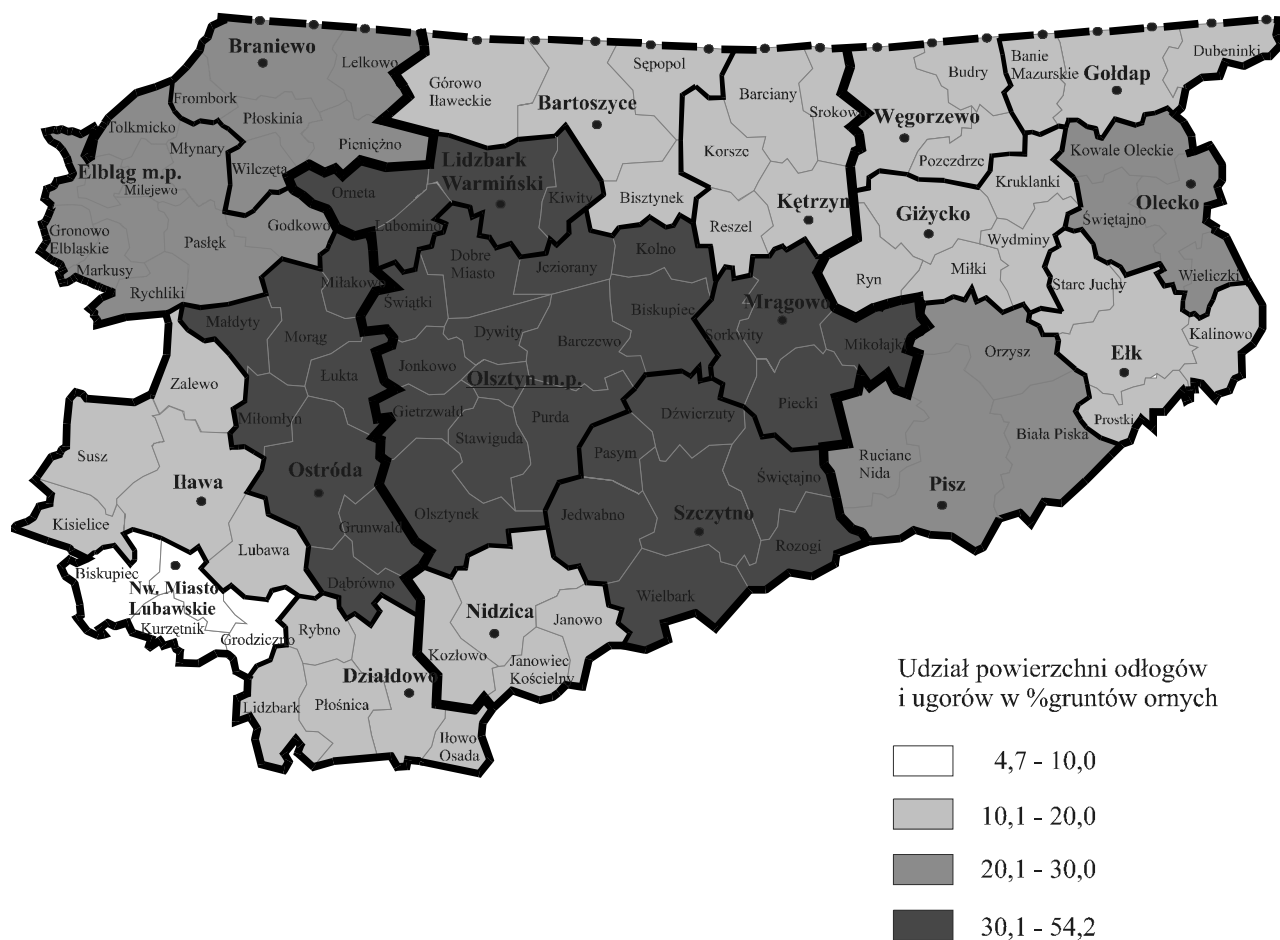 Braniewo
Lelkowo
Frombork
Płoskinia
Pieniężno
Wilczęta
Tolkmicko
Młynary
Elbląg m.p.
Milejewo
Gronowo
Elbląskie
Pasłęk
Godkowo
Markusy
Rychliki
Górowo
Iławeckie
Sępopol
Bartoszyce
Bisztynek
Lidzbark
Warmiński
Orneta
Lubomino
Kiwity
Barciany
Srokowo
Korsze
Kętrzyn
Reszel
Węgorzewo
Budry
Pozezdrze
Banie
Mazurskie
Gołdap
Dubeninki
Kowale Oleckie
Olecko
Świętajno
Wieliczki
Kruklanki
Giżycko
Wydminy
Ryn
Miłki
Stare Juchy
Kalinowo
Ełk
Prostki
Orzysz
Biała Piska
Ruciane
Nida
Pisz
Mrągowo
Sorkwity
Mikołajk
Piecki
Kolno
Dobre
Miasto
Jeziorany
Świątki
Biskupiec
Dywity
Barczewo
Jonkowo
Olsztyn m.p.
Gietrzwałd
Purda
Stawiguda
Olsztynek
Dźwierzuty
Pasym
Świętajno
Jedwabno
Szczytno
Rozogi
Wielbark
Miłakowo
Małdyty
Morąg
Łukta
Miłomłyn
Ostróda
Grunwald
Dąbrówno
Zalewo
Susz
Iława
Kisielice
Lubawa
Biskupiec
Nw. Miasto
Lubawskie
Kurzętnik
Grodziczno
Rybno
Działdowo
Lidzbark
Płośnica
Iłowo
Osada
Nidzica
Janowo
Kozłowo
Janowiec
Kościelny
Udział powierzchni odłogów
i ugorów w %gruntów ornych
4,7 - 10,0
10,1 - 20,0
20,1 - 30,0
30,1 - 54,2